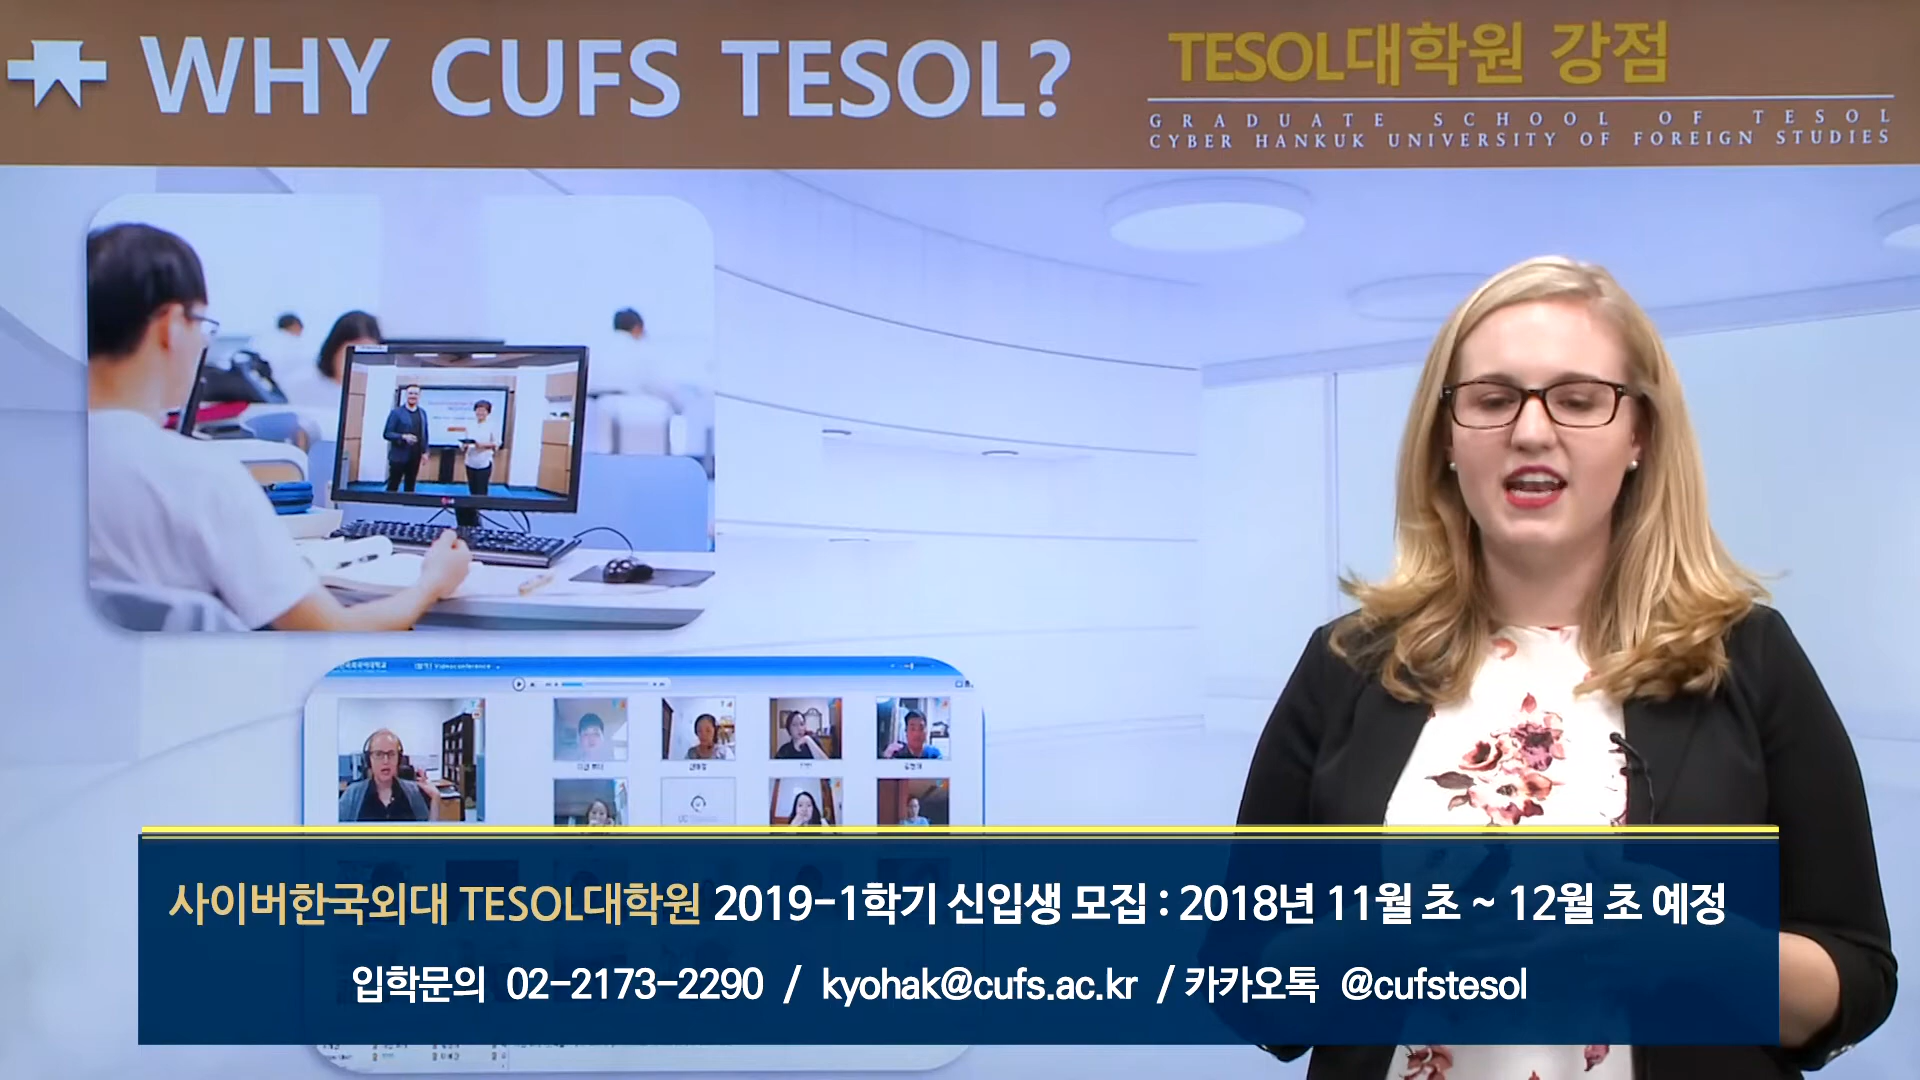 WHY CUFS TESOL?
TESOL대학원 강점
GRADUATE SCHOOL OF TESOL
CYBER HANKUK UNIVERSITY OF FOREIGN STUDIES
Videoconference
사이버한국외대 TESOL대학원 2019-1학기 신입생 모집 : 2018년 11월 초 ~ 12월 초 예정
입학문의 02-2173-2290 / kyohak@cufs.ac.kr / 카카오톡 @cufstesol